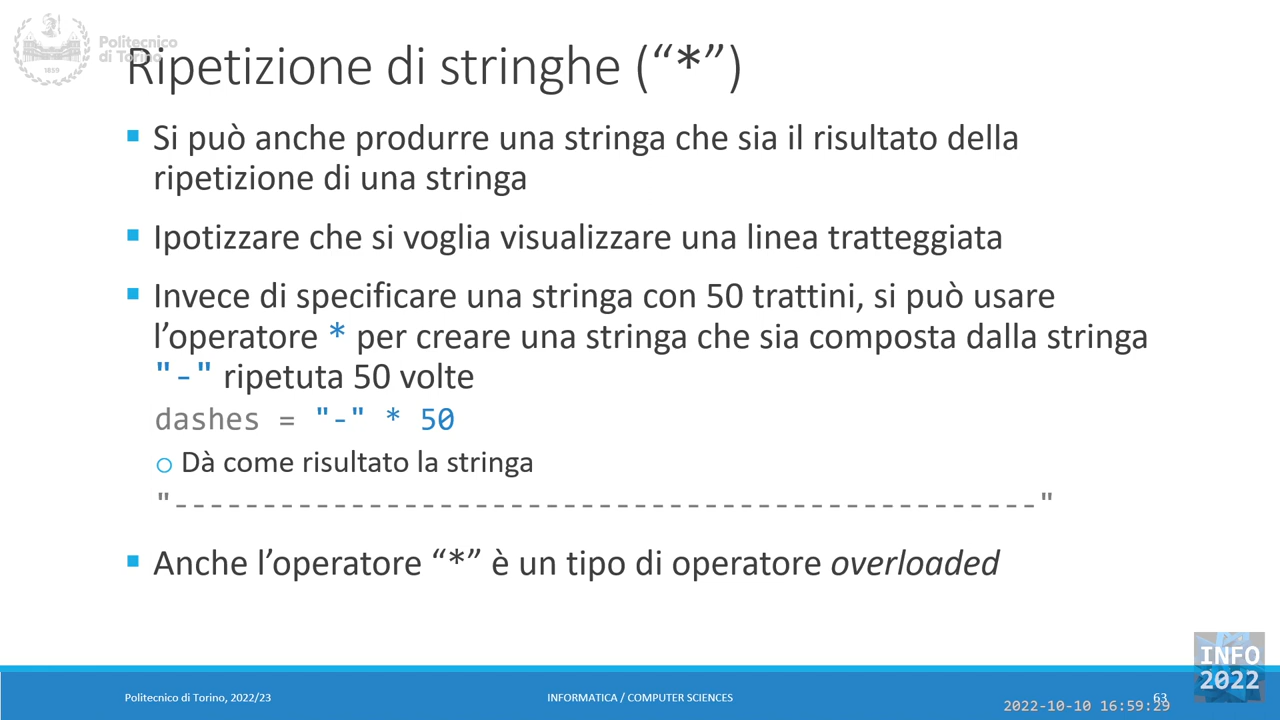 Politecnico
di Torino
1859
Ripetizione di stringhe (“*”)
Si può anche produrre una stringa che sia il risultato della
ripetizione di una stringa
Ipotizzare che si voglia visualizzare una linea tratteggiata
Invece di specificare una stringa con 50 trattini, si può usare
l’operatore * per creare una stringa che sia composta dalla stringa
"-" ripetuta 50 volte
dashes = "-" * 50
Dà come risultato la stringa
"--------------------------------------------------"
Anche l’operatore “*” è un tipo di operatore overloaded
INFO
2022
Politecnico di Torino, 2022/23
INFORMATICA / COMPUTER SCIENCES
63
2022-10-10 16:59:29